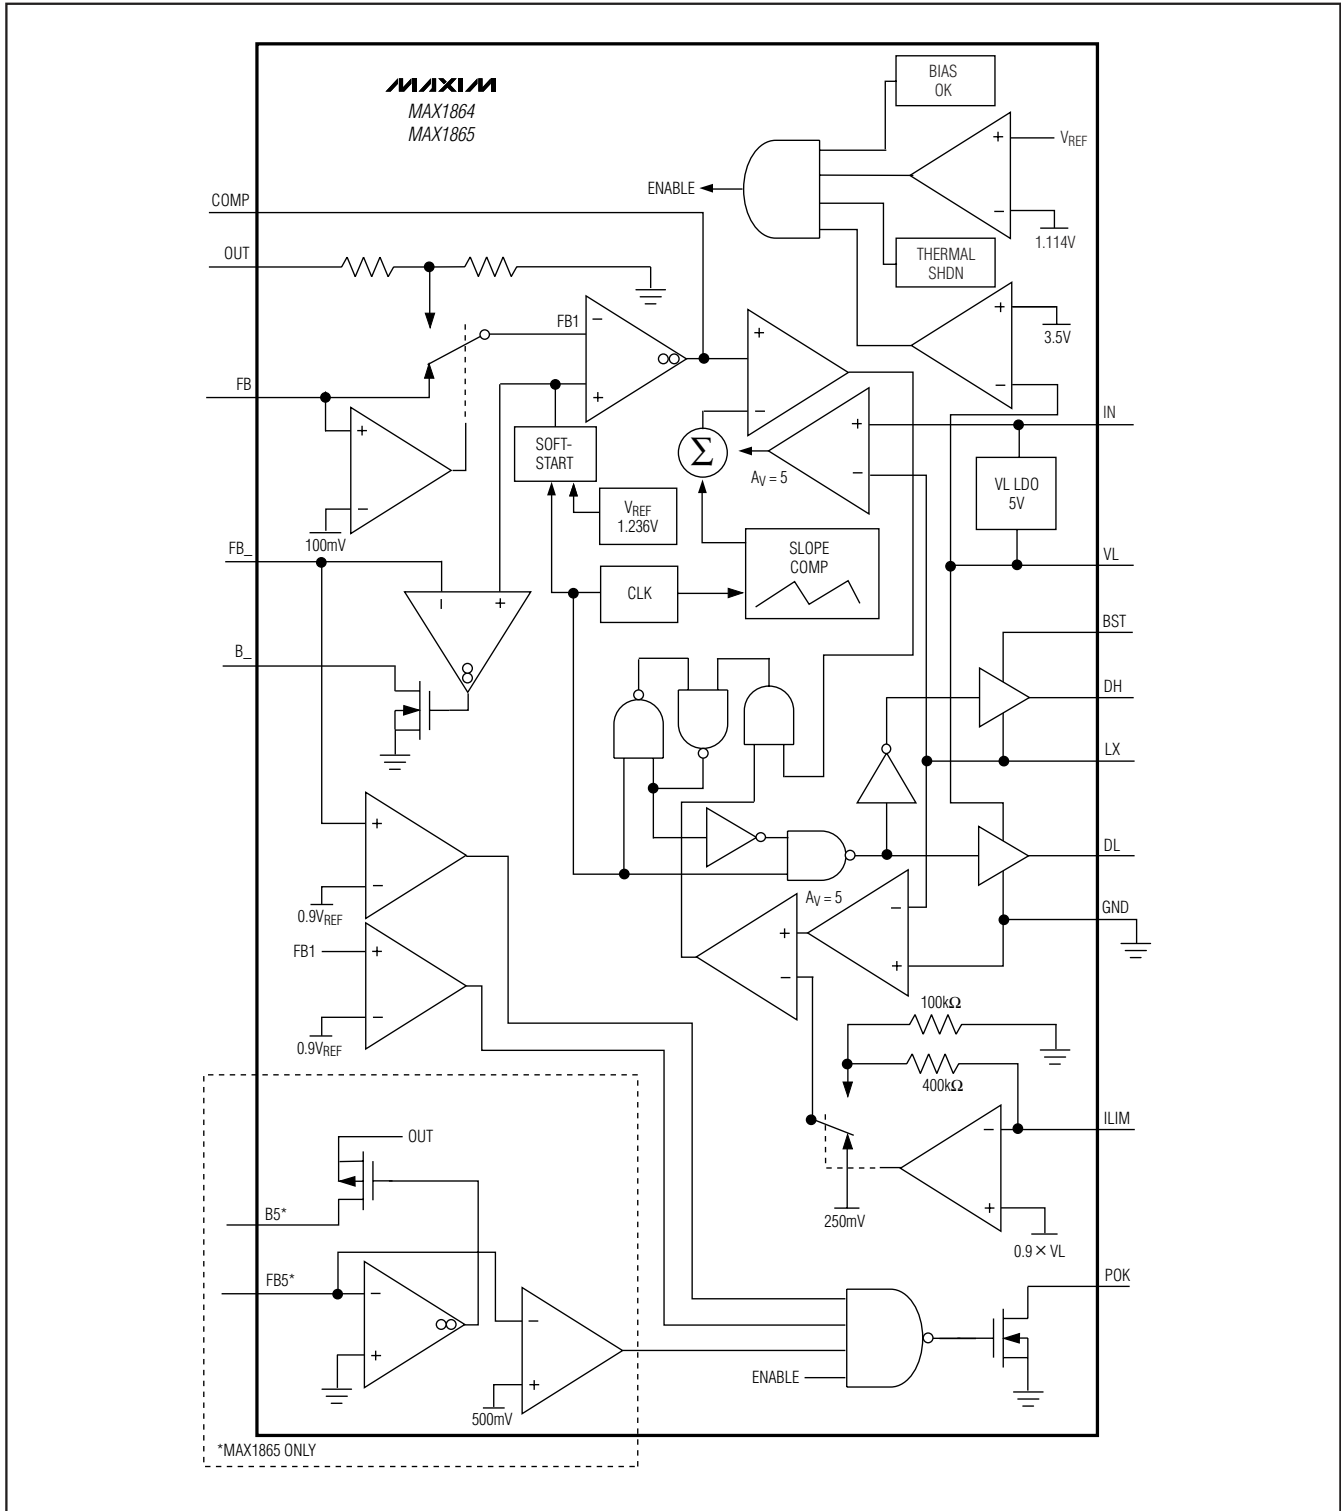 MAXIM
MAX1864
MAX1865
BIAS
OK
+
VREF
ENABLE
COMP
−
1.114V
OUT
THERMAL
SHDN
FB1
−
+
+
3.5V
FB
+
−
−
IN
+
SOFT-
START
Σ
+
AV = 5
−
VL LDO
5V
VREF
1.236V
−
100mV
SLOPE
COMP
FB_
VL
CLK
−
+
BST
B_
DH
LX
+
DL
−
0.9VREF
AV = 5
−
GND
FB1
+
+
+
−
−
0.9VREF
100kΩ
400kΩ
−
ILIM
OUT
B5*
+
250mV
0.9 × VL
FB5*
POK
−
−
+
ENABLE
+
500mV
*MAX1865 ONLY